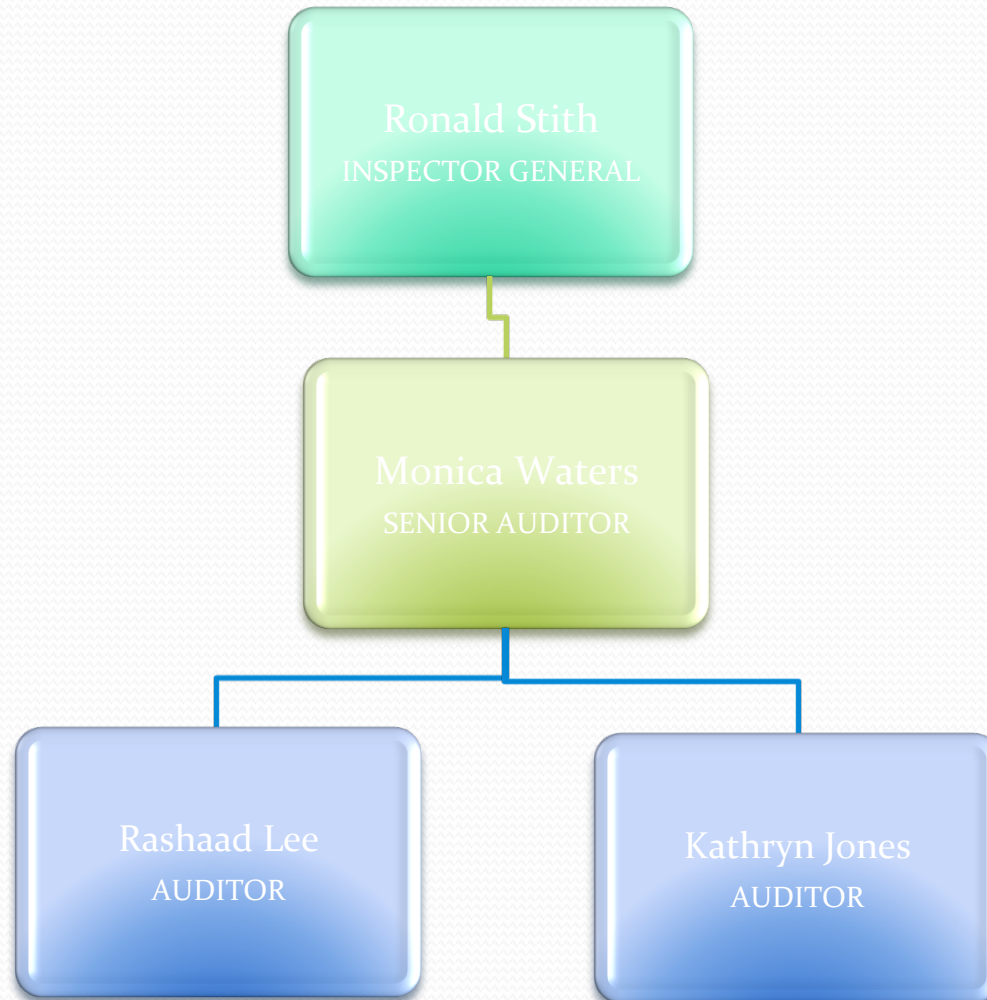 Ronald Stith
INSPECTOR GENERAL
Monica Waters
SENIOR AUDITOR
Rashaad Lee
AUDITOR
Kathryn Jones
AUDITOR